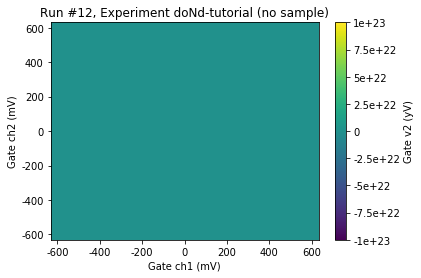 Run #12, Experiment doNd-tutorial (no sample)
600
400
200
0
-200
-400
-600
Gate ch2 (mV)
-600 -400 -200 0 200 400 600
Gate ch1 (mV)
1e+23
7.5e+22
5e+22
2.5e+22
0
-2.5e+22
-5e+22
-7.5e+22
-1e+23
Gate v2 (yV)